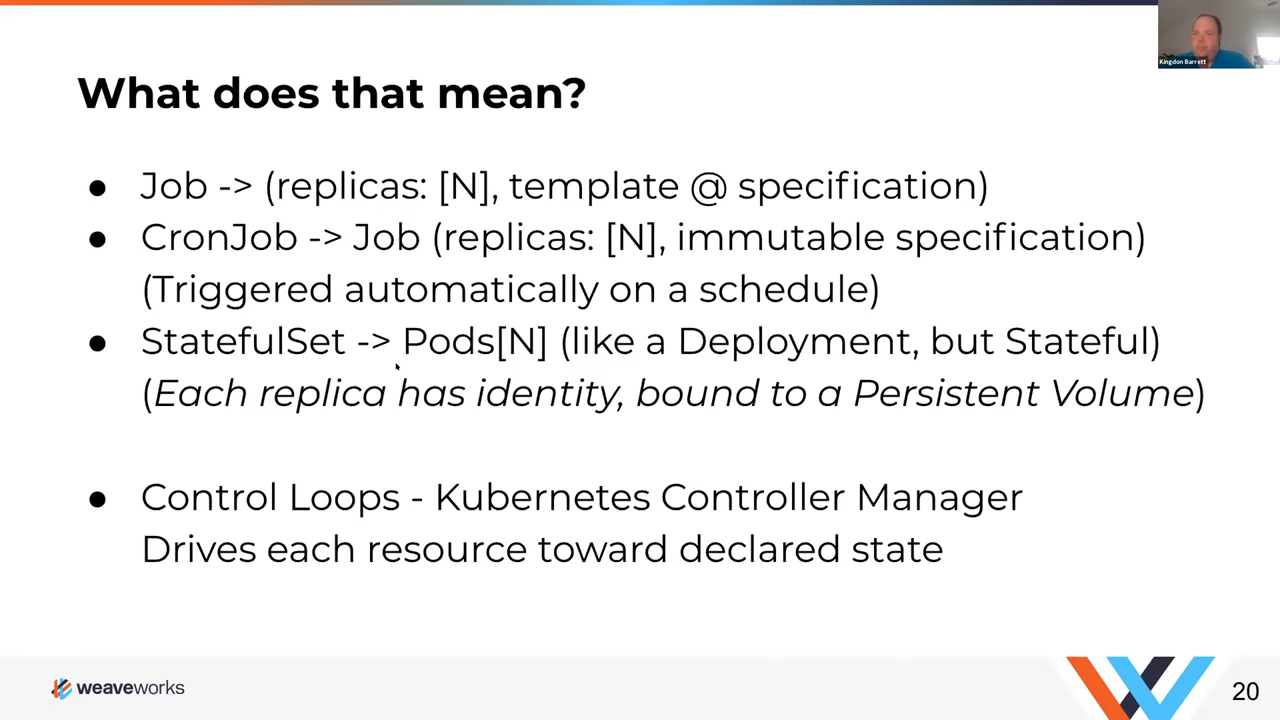 Kingdon Barrett
What does that mean?
● Job -> (replicas: [N], template @ specification)
● CronJob -> Job (replicas: [N], immutable specification)
(Triggered automatically on a schedule)
● StatefulSet -> Pods[N] (like a Deployment, but Stateful)
(Each replica has identity, bound to a Persistent Volume)
● Control Loops - Kubernetes Controller Manager
Drives each resource toward declared state
weaveworks
20